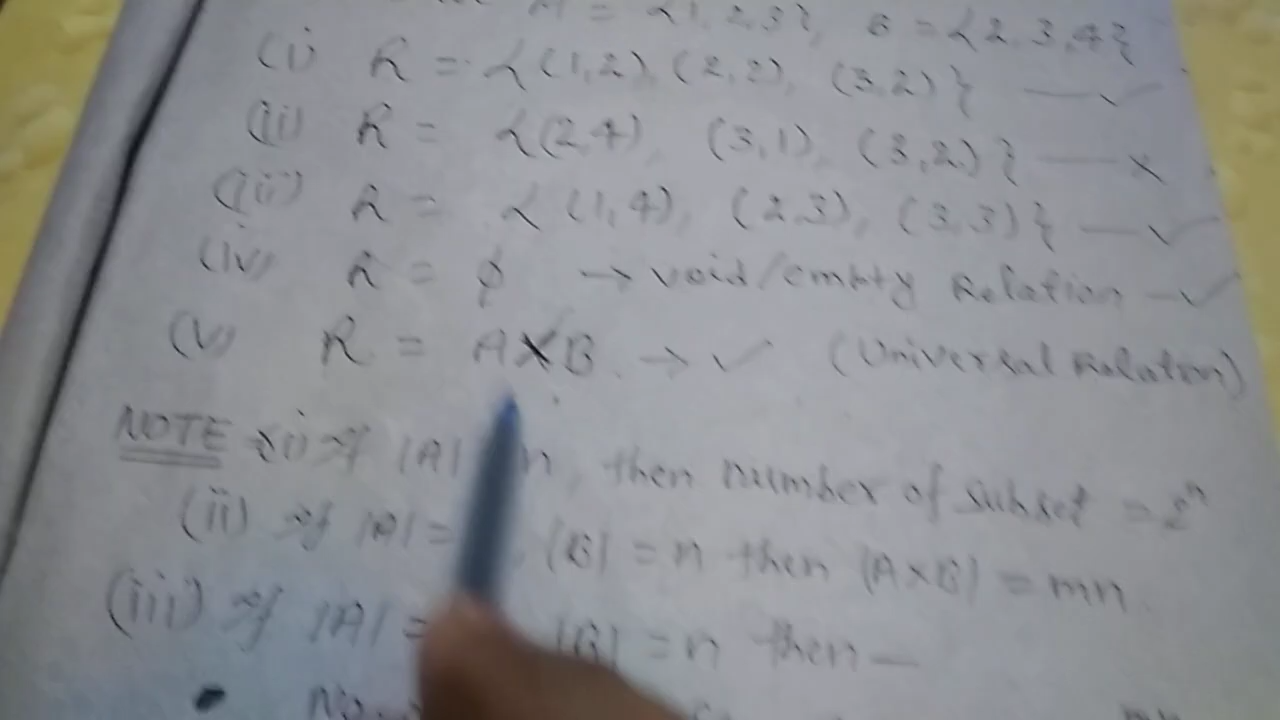 A = {1,2,3}, B = {2,3,4}
(i) R = {(1,2), (2,2), (3,2)} — ✓
(ii) R = {(2,4), (3,1), (3,2)} — ×
(iii) R = {(1,4), (2,3), (3,3)} — ✓
(iv) R = ϕ → void/empty Relation — ✓
(v) R = A×B. → ✓ (Universal Relation)
NOTE (i) If |A| n, then number of subset = 2ⁿ
(ii) If |A| = , |B| = n then |A×B| = mn.
(iii) If |A| = |B| = n then —